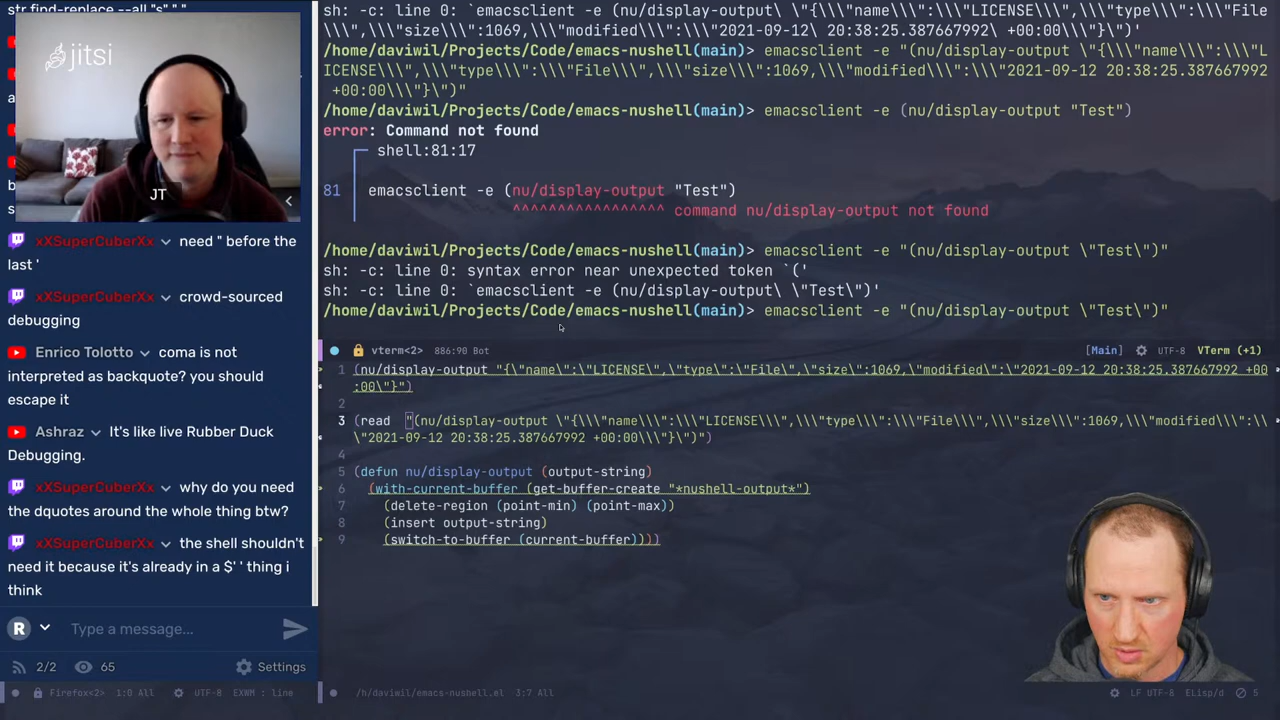 str find-replace --all "s" " "
jitsi
JT
xXSuperCuberXx need " before the
last '
xXSuperCuberXx crowd-sourced
debugging
Enrico Tolotto coma is not
interpreted as backquote? you should
escape it
Ashraz It's like live Rubber Duck
Debugging.
xXSuperCuberXx why do you need
the dquotes around the whole thing btw?
xXSuperCuberXx the shell shouldn't
need it because it's already in a $' ' thing i
think
R Type a message...
2/2 65 Settings
Firefox<2> 1:0 All UTF-8 EXWM : line
sh: -c: line 0: `emacsclient -e (nu/display-output\ \"{\\\"name\\\":\\\"LICENSE\\\",\\\"type\\\":\\\"File
\\\",\\\"size\\\":1069,\\\"modified\\\":\\\"2021-09-12\ 20:38:25.387667992\ +00:00\\\"}\")'
/home/daviwil/Projects/Code/emacs-nushell(main)> emacsclient -e "(nu/display-output \"{\\\"name\\\":\\\"L
ICENSE\\\",\\\"type\\\":\\\"File\\\",\\\"size\\\":1069,\\\"modified\\\":\\\"2021-09-12 20:38:25.387667992
+00:00\\\"}\")"
/home/daviwil/Projects/Code/emacs-nushell(main)> emacsclient -e (nu/display-output "Test")
error: Command not found
shell:81:17
81 emacsclient -e (nu/display-output "Test")
^^^^^^^^^^^^^^^^^ command nu/display-output not found
/home/daviwil/Projects/Code/emacs-nushell(main)> emacsclient -e "(nu/display-output \"Test\")"
sh: -c: line 0: syntax error near unexpected token `('
sh: -c: line 0: `emacsclient -e (nu/display-output\ \"Test\")'
/home/daviwil/Projects/Code/emacs-nushell(main)> emacsclient -e "(nu/display-output \"Test\")"
vterm<2> 886:90 Bot [Main] UTF-8 VTerm (+1)
1 (nu/display-output "{\"name\":\"LICENSE\",\"type\":\"File\",\"size\":1069,\"modified\":\"2021-09-12 20:38:25.387667992 +00
:00\"}")
2
3 (read "(nu/display-output \"{\\\"name\\\":\\\"LICENSE\\\",\\\"type\\\":\\\"File\\\",\\\"size\\\":1069,\\\"modified\\\":\\
\"2021-09-12 20:38:25.387667992 +00:00\\\"}\")")
4
5 (defun nu/display-output (output-string)
6 (with-current-buffer (get-buffer-create "*nushell-output*")
7 (delete-region (point-min) (point-max))
8 (insert output-string)
9 (switch-to-buffer (current-buffer))))
/h/daviwil/emacs-nushell.el 3:7 All LF UTF-8 ELisp/d 5